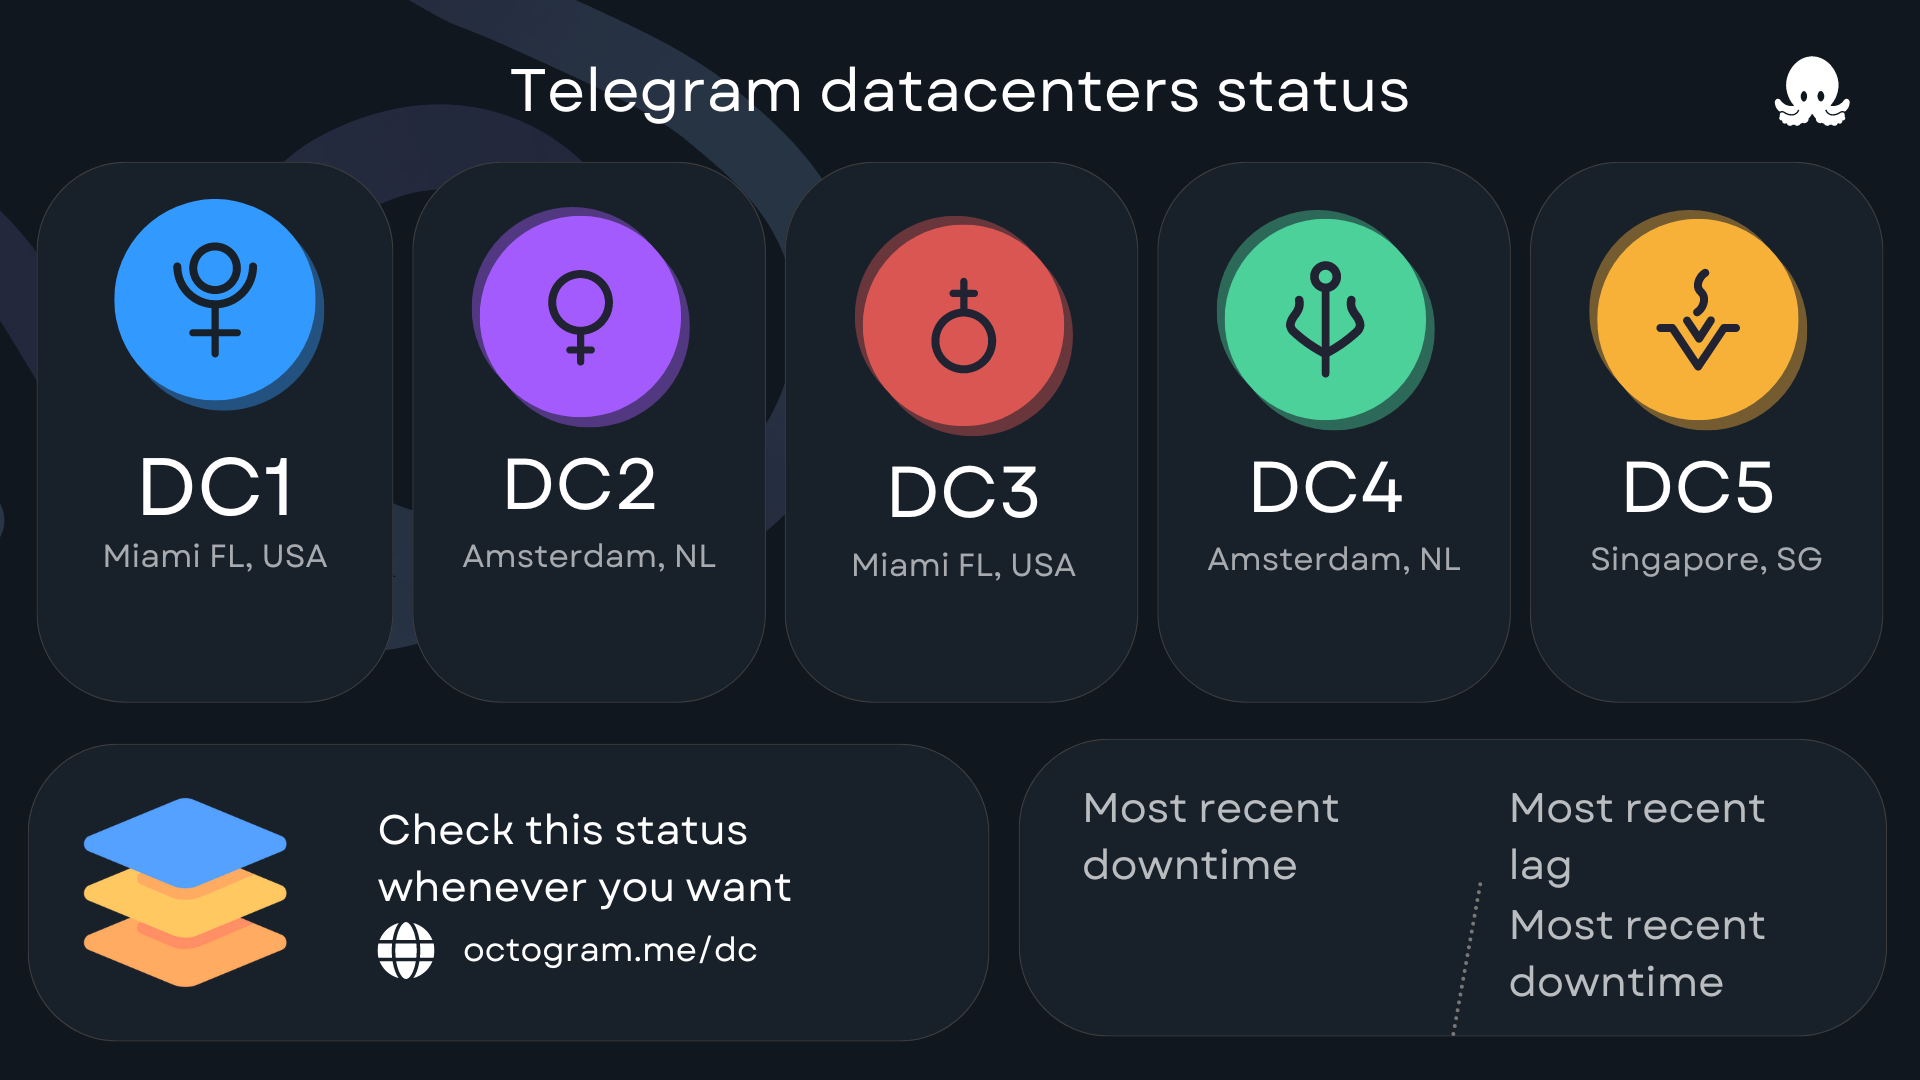 Telegram datacenters status
DC1
Miami FL, USA
DC2
Amsterdam, NL
DC3
Miami FL, USA
DC4
Amsterdam, NL
DC5
Singapore, SG
Check this status
whenever you want
octogram.me/dc
Most recent
downtime
Most recent
lag
Most recent
downtime